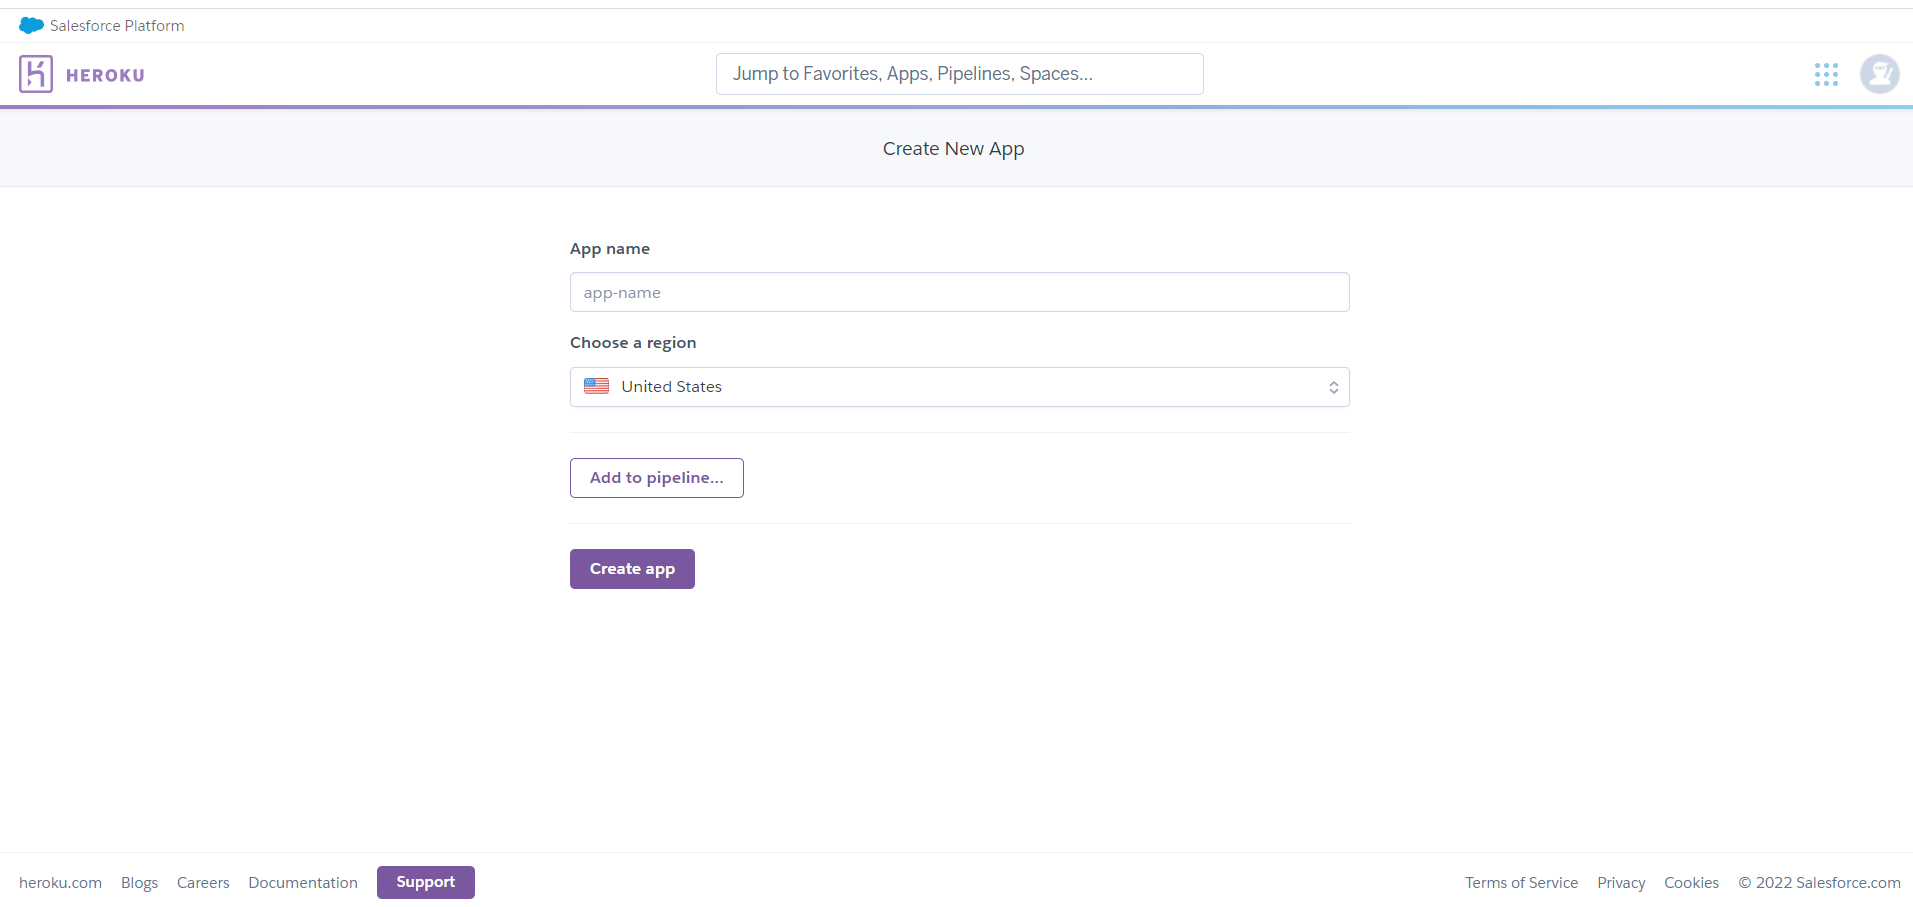 Salesforce Platform
HEROKU
Jump to Favorites, Apps, Pipelines, Spaces...
Create New App
App name
app-name
Choose a region
United States
Add to pipeline...
Create app
heroku.com Blogs Careers Documentation Support Terms of Service Privacy Cookies © 2022 Salesforce.com